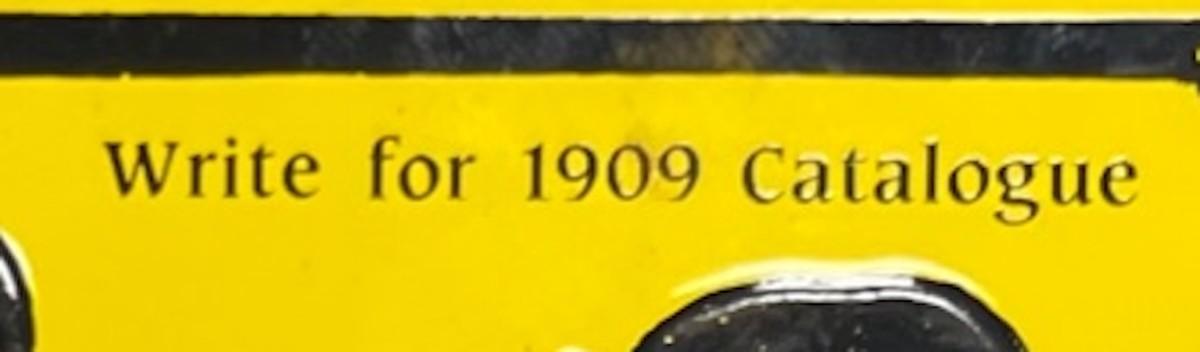 Write for 1909 Catalogue